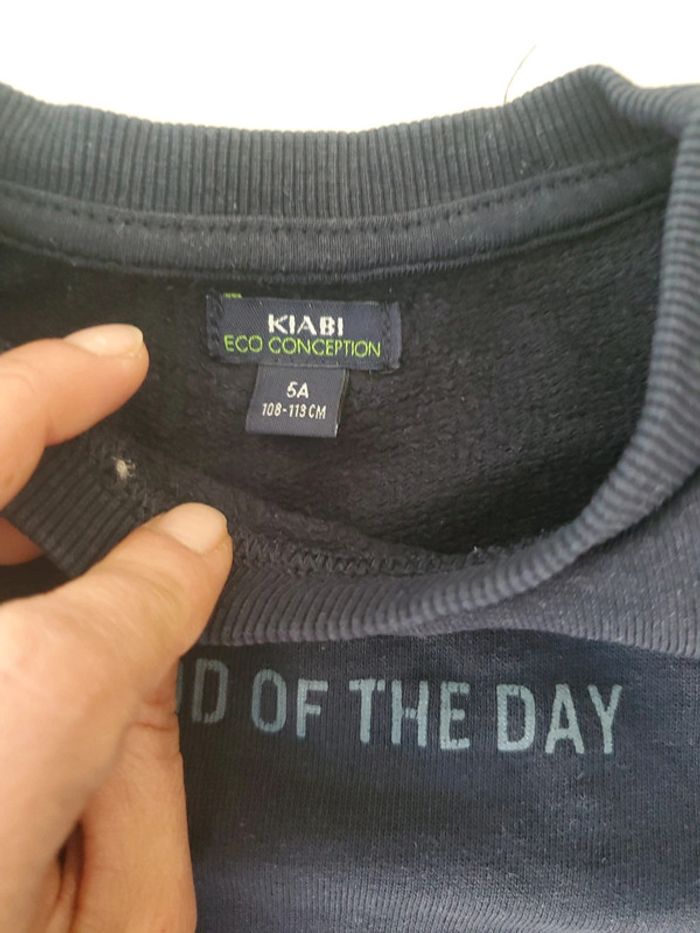 KIABI
ECO CONCEPTION
5A
108-113 CM
OF THE DAY